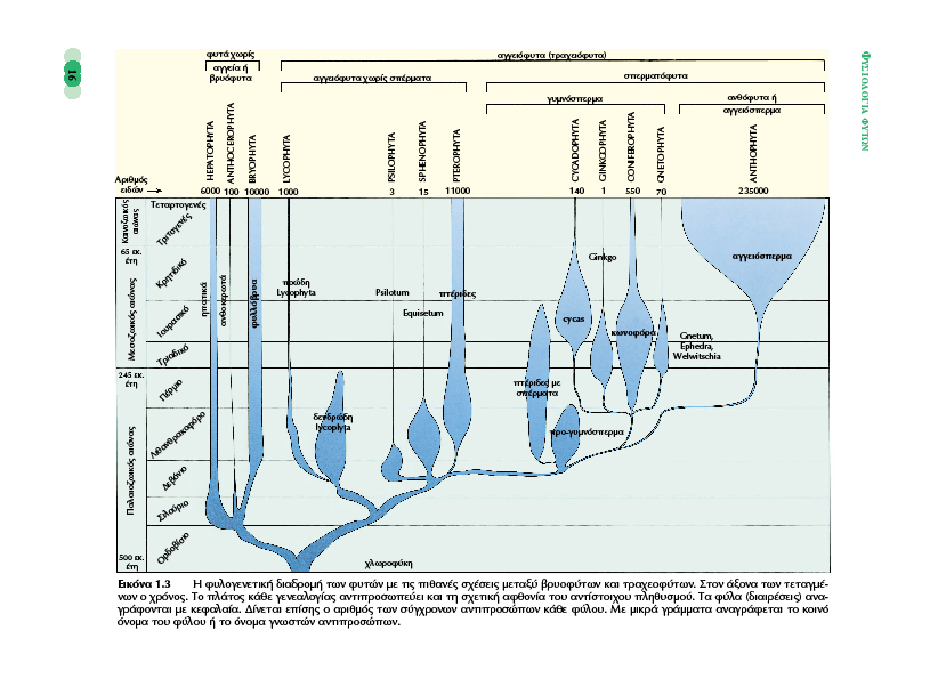 16
ΦΥΣΙΟΛΟΓΙΑ ΦΥΤΩΝ
φυτά χωρίς
αγγεία ή
βρυόφυτα
αγγειόφυτα (τραχειόφυτα)
αγγειόφυτα χωρίς σπέρματα
σπερματόφυτα
γυμνόσπερμα
ανθόφυτα ή
αγγειόσπερμα
HEPATOPHYTA
ANTHOCEROPHYTA
BRYOPHYTA
LYCOPHYTA
PSILOPHYTA
SPHENOPHYTA
PTEROPHYTA
CYCADOPHYTA
GINKGOPHYTA
CONIFEROPHYTA
GNETOPHYTA
ANTHOPHYTA
Αριθμός
ειδών
6000 100 10000 1000 3 15 11000 140 1 550 70 235000
Καινοζωικός
αιώνας
Τεταρτογενές
Τριτογενές
65 εκ.
έτη
Μεσοζωικός αιώνας
Κρητιδικό
Ιουρασικό
Τριαδικό
245 εκ.
έτη
Παλαιοζωικός αιώνας
Πέρμιο
Λιθανθρακοφόρο
Δεβόνιο
Σιλούριο
Ορδοβίσιο
500 εκ.
έτη
ηπατικά
ανθοκερωτά
φυλλόβρυα
ποώδη
Lycophyta
δενδρώδη
lycoplyta
Psilotum
Equisetum
πτέριδες
πτέριδες με
σπέρματα
προ-γυμνόσπερμα
cycas
Ginkgo
κωνοφόρα
Gnetum,
Ephedra,
Welwitschia
αγγειόσπερμα
χλωροφύκη
Εικόνα 1.3 Η φυλογενετική διαδρομή των φυτών με τις πιθανές σχέσεις μεταξύ βρυοφύτων και τραχεοφύτων. Στον άξονα των τεταγμέ-
νων ο χρόνος. Το πλάτος κάθε γενεαλογίας αντιπροσωπεύει και τη σχετική αφθονία του αντίστοιχου πληθυσμού. Τα φύλα (διαιρέσεις) ανα-
γράφονται με κεφαλαία. Δίνεται επίσης ο αριθμός των σύγχρονων αντιπροσώπων κάθε φύλου. Με μικρά γράμματα αναγράφεται το κοινό
όνομα του φύλου ή το όνομα γνωστών αντιπροσώπων..